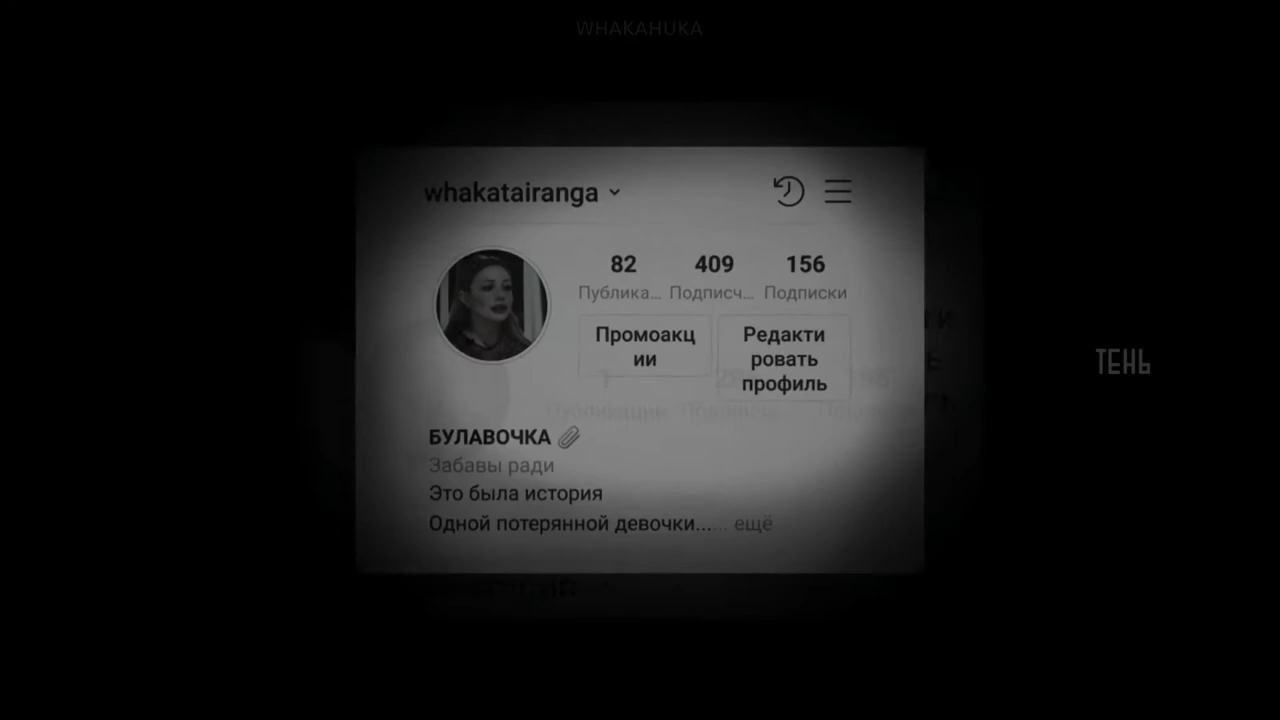 WHAKAHUKA
whakatairanga
82 409 156
Публика... Подписч... Подписки
Промоакц
ии
Редакти
ровать
профиль
ТЕНЬ
БУЛАВОЧКА
Забавы ради
Это была история
Одной потерянной девочки...... ещё